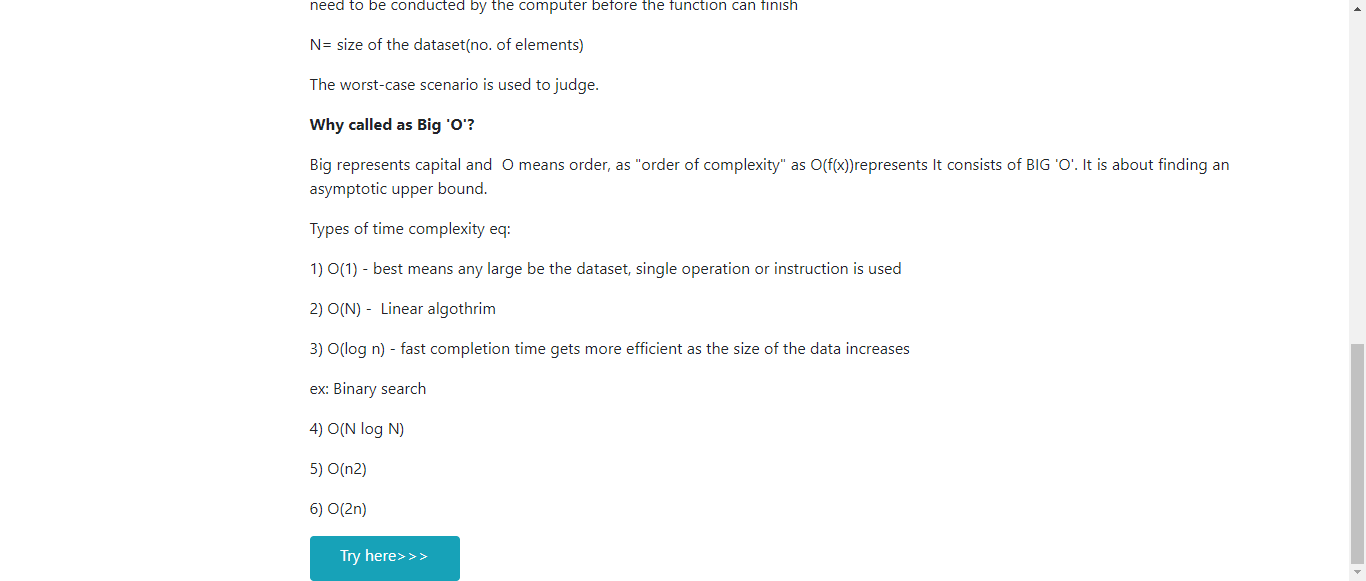 need to be conducted by the computer before the function can finish
N= size of the dataset(no. of elements)
The worst-case scenario is used to judge.
Why called as Big 'O'?
Big represents capital and  O means order, as "order of complexity" as O(f(x))represents It consists of BIG 'O'. It is about finding an
asymptotic upper bound.
Types of time complexity eq:
1) O(1) - best means any large be the dataset, single operation or instruction is used
2) O(N) -  Linear algothrim
3) O(log n) - fast completion time gets more efficient as the size of the data increases
ex: Binary search
4) O(N log N)
5) O(n2)
6) O(2n)
Try here>>>